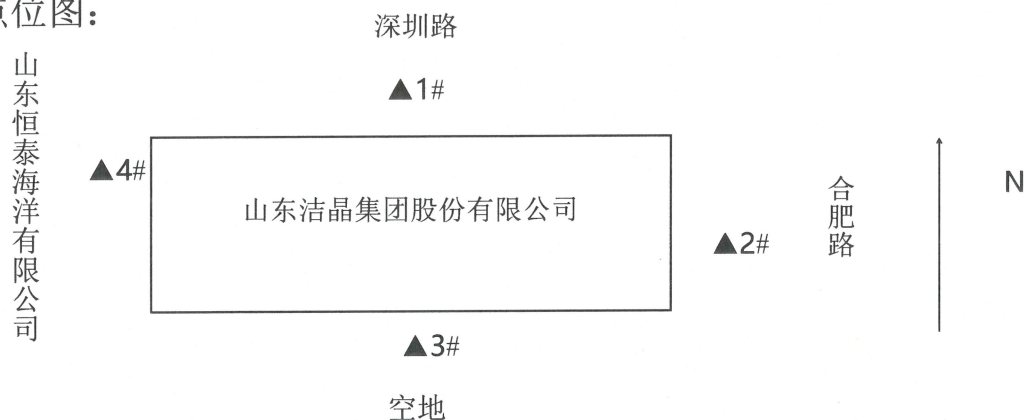 点位图：
深圳路
▲1#
山东恒泰海洋有限公司
▲4#
山东洁晶集团股份有限公司
▲2#
合肥路
N
▲3#
空地